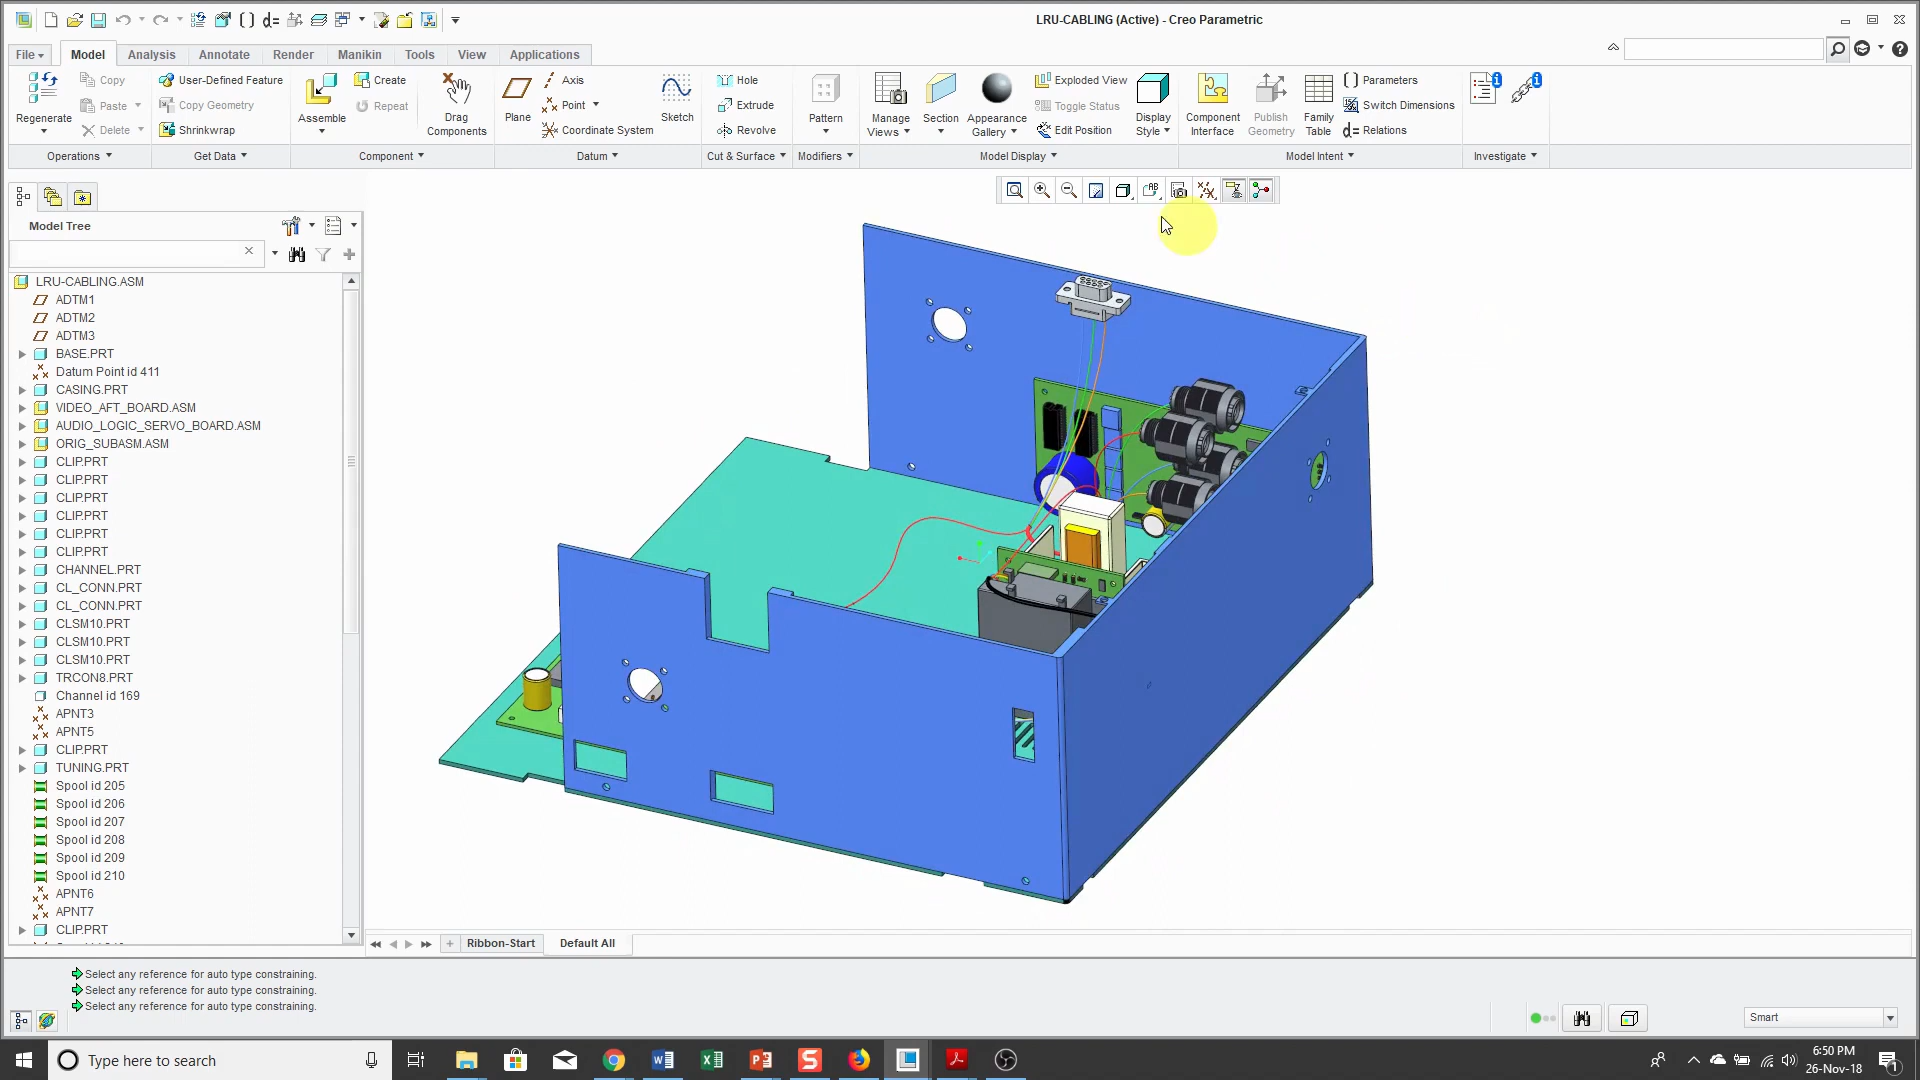 LRU-CABLING (Active) - Creo Parametric
File Model Analysis Annotate Render Manikin Tools View Applications
Regenerate
Copy
Paste
Delete
Operations
User-Defined Feature
Copy Geometry
Shrinkwrap
Get Data
Assemble
Create
Repeat
Drag
Components
Component
Plane
Axis
Point
Coordinate System
Sketch
Datum
Hole
Extrude
Revolve
Cut & Surface
Pattern
Modifiers
Manage
Views
Section
Appearance
Gallery
Exploded View
Toggle Status
Edit Position
Display
Style
Model Display
Component
Interface
Publish
Geometry
Family
Table
Parameters
Switch Dimensions
d= Relations
Model Intent
Investigate
Model Tree
LRU-CABLING.ASM
ADTM1
ADTM2
ADTM3
BASE.PRT
Datum Point id 411
CASING.PRT
VIDEO_AFT_BOARD.ASM
AUDIO_LOGIC_SERVO_BOARD.ASM
ORIG_SUBASM.ASM
CLIP.PRT
CLIP.PRT
CLIP.PRT
CLIP.PRT
CLIP.PRT
CLIP.PRT
CHANNEL.PRT
CL_CONN.PRT
CL_CONN.PRT
CLSM10.PRT
CLSM10.PRT
CLSM10.PRT
TRCON8.PRT
Channel id 169
APNT3
APNT5
CLIP.PRT
TUNING.PRT
Spool id 205
Spool id 206
Spool id 207
Spool id 208
Spool id 209
Spool id 210
APNT6
APNT7
CLIP.PRT
Ribbon-Start Default All
Select any reference for auto type constraining.
Select any reference for auto type constraining.
Select any reference for auto type constraining.
Smart
Type here to search
6:50 PM
26-Nov-18